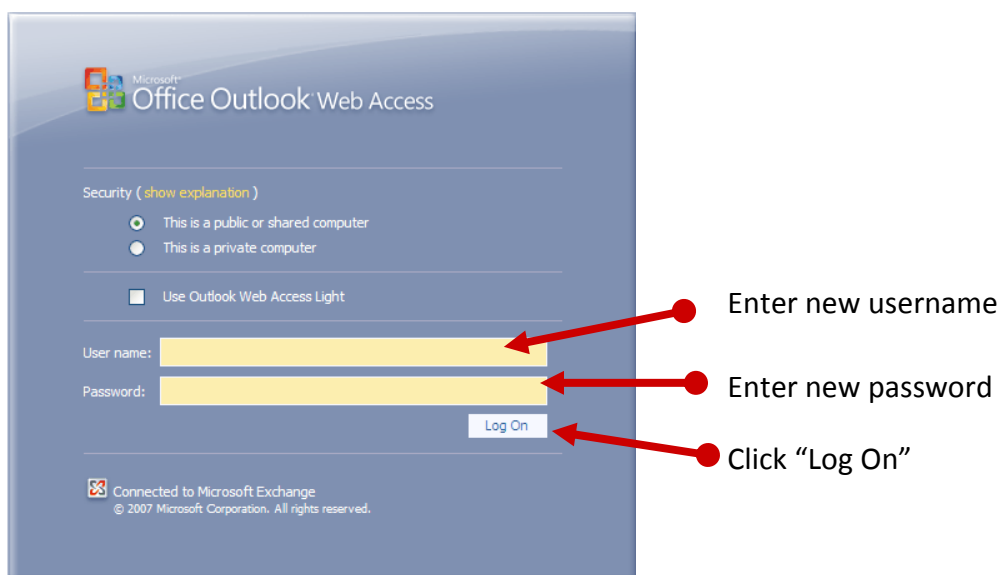 Microsoft®
Office Outlook Web Access
Security ( show explanation )
This is a public or shared computer
This is a private computer
Use Outlook Web Access Light
Enter new username
User name:
Enter new password
Password:
Log On
Click “Log On”
Connected to Microsoft Exchange
© 2007 Microsoft Corporation. All rights reserved.